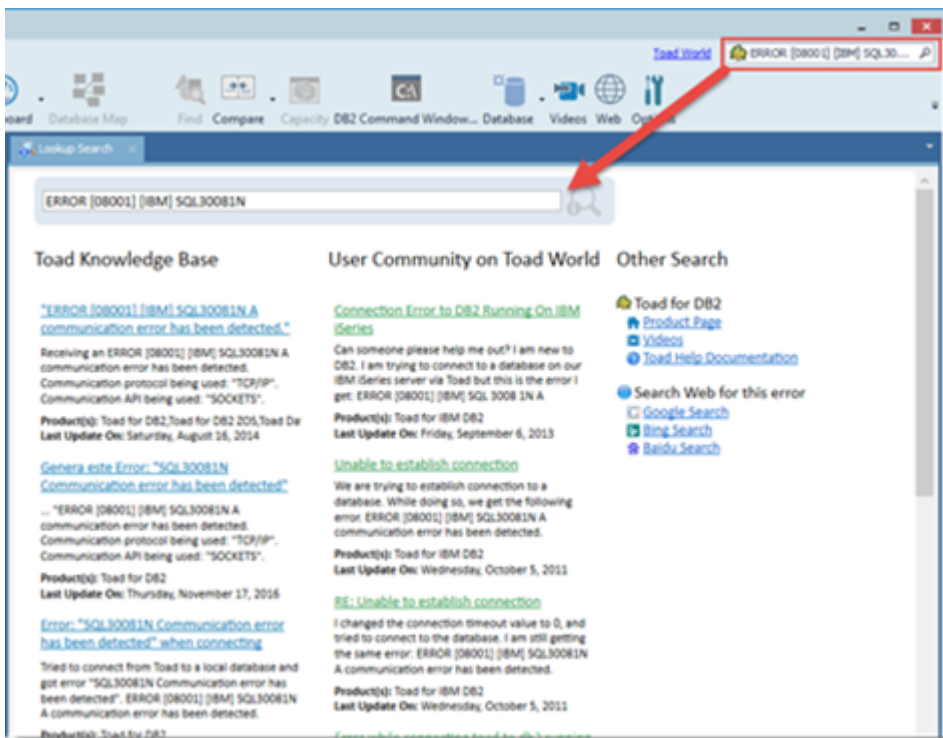 Toad World
ERROR [08001] [IBM] SQL30...
oard Database Map Find Compare Capacity DB2 Command Window... Database Videos Web Options
Lookup Search
ERROR [08001] [IBM] SQL30081N
Toad Knowledge Base
"ERROR [08001] [IBM] SQL30081N A
communication error has been detected."
Receiving an ERROR [08001] [IBM] SQL30081N A
communication error has been detected.
Communication protocol being used: "TCP/IP".
Communication API being used: "SOCKETS".
Product(s): Toad for DB2,Toad for DB2 ZOS,Toad Da
Last Update On: Saturday, August 16, 2014
Genera este Error: "SQL30081N
Communication error has been detected"
... "ERROR [08001] [IBM] SQL30081N A
communication error has been detected.
Communication protocol being used: "TCP/IP".
Communication API being used: "SOCKETS".
Product(s): Toad for DB2
Last Update On: Thursday, November 17, 2016
Error: "SQL30081N Communication error
has been detected" when connecting
Tried to connect from Toad to a local database and
got error "SQL30081N Communication error has
been detected". ERROR [08001] [IBM] SQL30081N
A communication error has been detected.
Product(s): Toad for DB2
User Community on Toad World
Connection Error to DB2 Running On IBM
iSeries
Can someone please help me out? I am new to
DB2. I am trying to connect to a database on our
IBM iSeries server via Toad but this is the error I
get: ERROR [08001] [IBM] SQL 3008 1N A
Product(s): Toad for IBM DB2
Last Update On: Friday, September 6, 2013
Unable to establish connection
We are trying to establish connection to a
database. While doing so, we get the following
error. ERROR [08001] [IBM] SQL30081N A
communication error has been detected.
Product(s): Toad for IBM DB2
Last Update On: Wednesday, October 5, 2011
RE: Unable to establish connection
I changed the connection timeout value to 0, and
tried to connect to the database. I am still getting
the same error: ERROR [08001] [IBM] SQL30081N
A communication error has been detected.
Product(s): Toad for IBM DB2
Last Update On: Wednesday, October 5, 2011
Other Search
Toad for DB2
Product Page
Videos
Toad Help Documentation
Search Web for this error
Google Search
Bing Search
Baidu Search